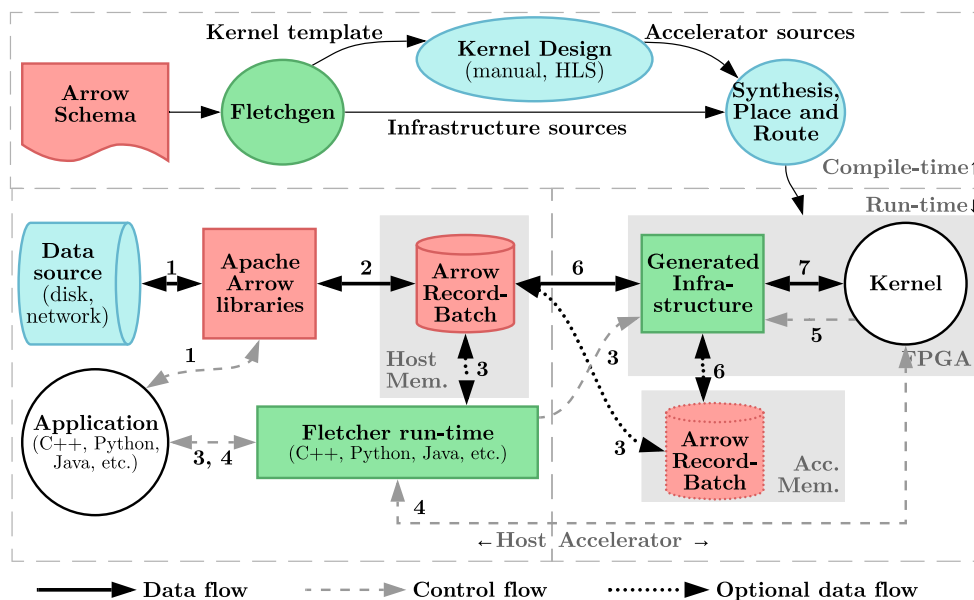 Kernel template
Kernel Design
(manual, HLS)
Accelerator sources
Arrow
Schema
Fletchgen
Infrastructure sources
Synthesis,
Place and
Route
Compile-time↑
Run-time↓
Data
source
(disk,
network)
1
Apache
Arrow
libraries
2
Arrow
Record-
Batch
6
Generated
Infra-
structure
7
Kernel
1
Host
Mem.
3
3
6
5
FPGA
Application
(C++, Python,
Java, etc.)
3, 4
Fletcher run-time
(C++, Python, Java, etc.)
3
Arrow
Record-
Batch
Acc.
Mem.
4
←Host Accelerator →
Data flow
Control flow
Optional data flow